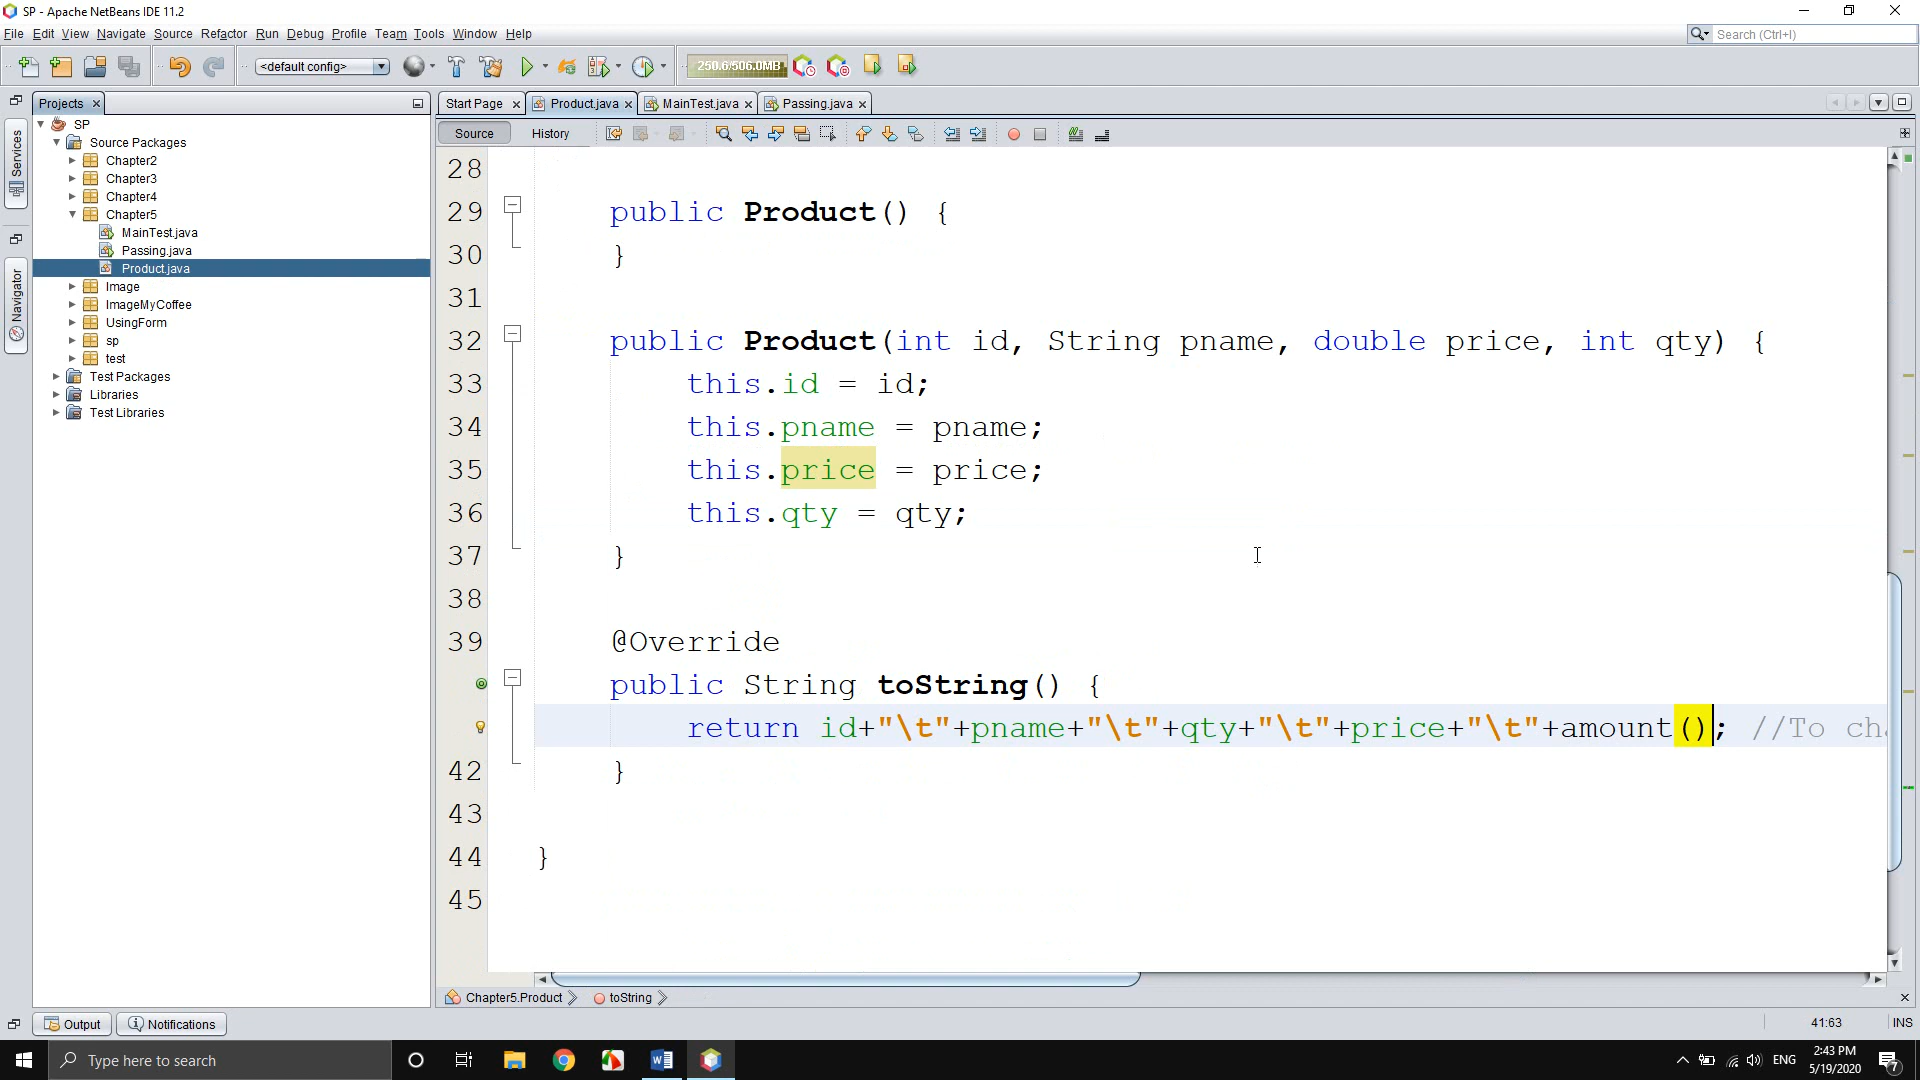 SP - Apache NetBeans IDE 11.2
File Edit View Navigate Source Refactor Run Debug Profile Team Tools Window Help
Search (Ctrl+I)
<default config>
250.6/506.0MB
Projects
Start Page
Product.java
MainTest.java
Passing.java
Source
History
Services
Navigator
SP
Source Packages
Chapter2
Chapter3
Chapter4
Chapter5
MainTest.java
Passing.java
Product.java
Image
ImageMyCoffee
UsingForm
sp
test
Test Packages
Libraries
Test Libraries
28
29 public Product() {
30 }
31
32 public Product(int id, String pname, double price, int qty) {
33 this.id = id;
34 this.pname = pname;
35 this.price = price;
36 this.qty = qty;
37 }
38
39 @Override
public String toString() {
return id+"\t"+pname+"\t"+qty+"\t"+price+"\t"+amount(); //To
42 }
43
44 }
45
Chapter5.Product
toString
Output
Notifications
41:63
INS
Type here to search
ENG
2:43 PM
5/19/2020
7